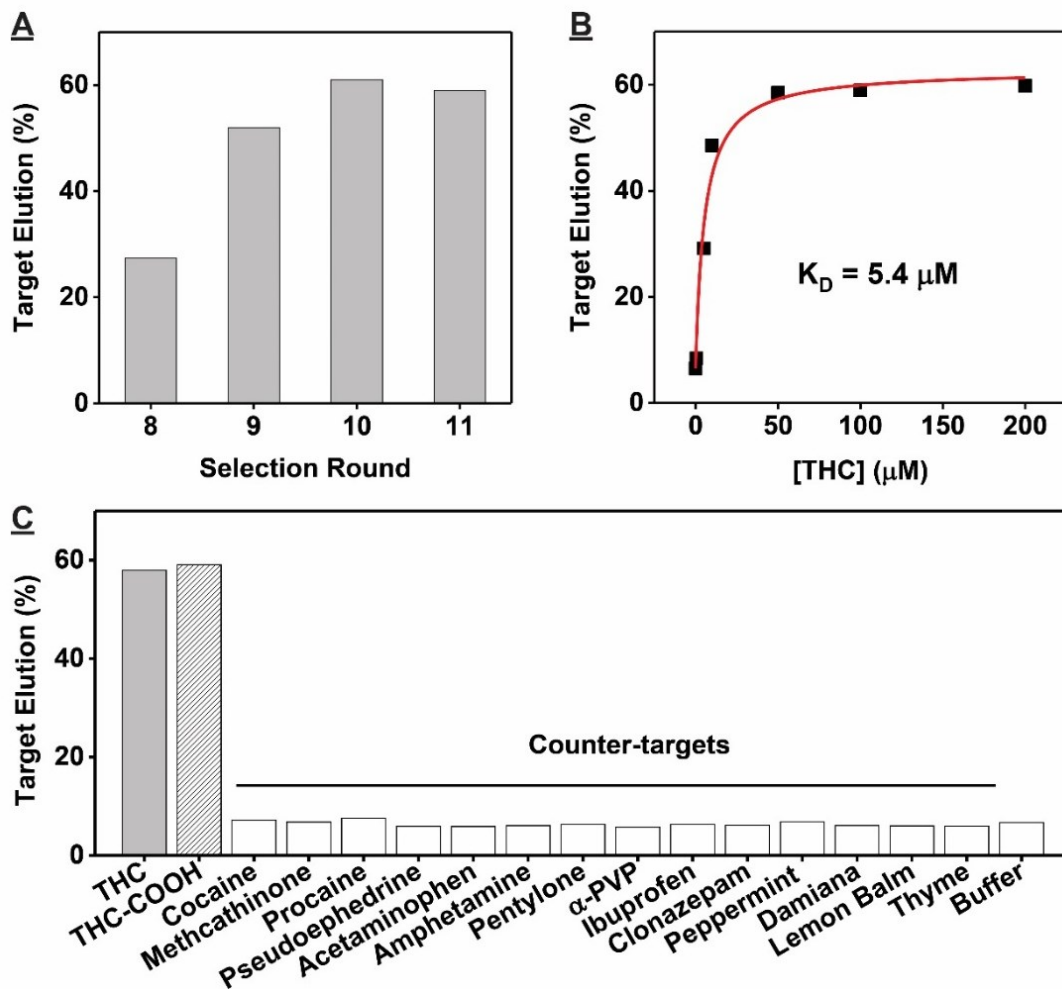 A
Target Elution (%)
60
40
20
0
8 9 10 11
Selection Round
B
Target Elution (%)
60
40
20
0
K_D = 5.4 μM
0 50 100 150 200
[THC] (μM)
C
Target Elution (%)
60
40
20
0
Counter-targets
THC
THC-COOH
Cocaine
Methcathinone
Procaine
Pseudoephedrine
Acetaminophen
Amphetamine
Pentylone
α-PVP
Ibuprofen
Clonazepam
Peppermint
Damiana
Lemon Balm
Thyme
Buffer